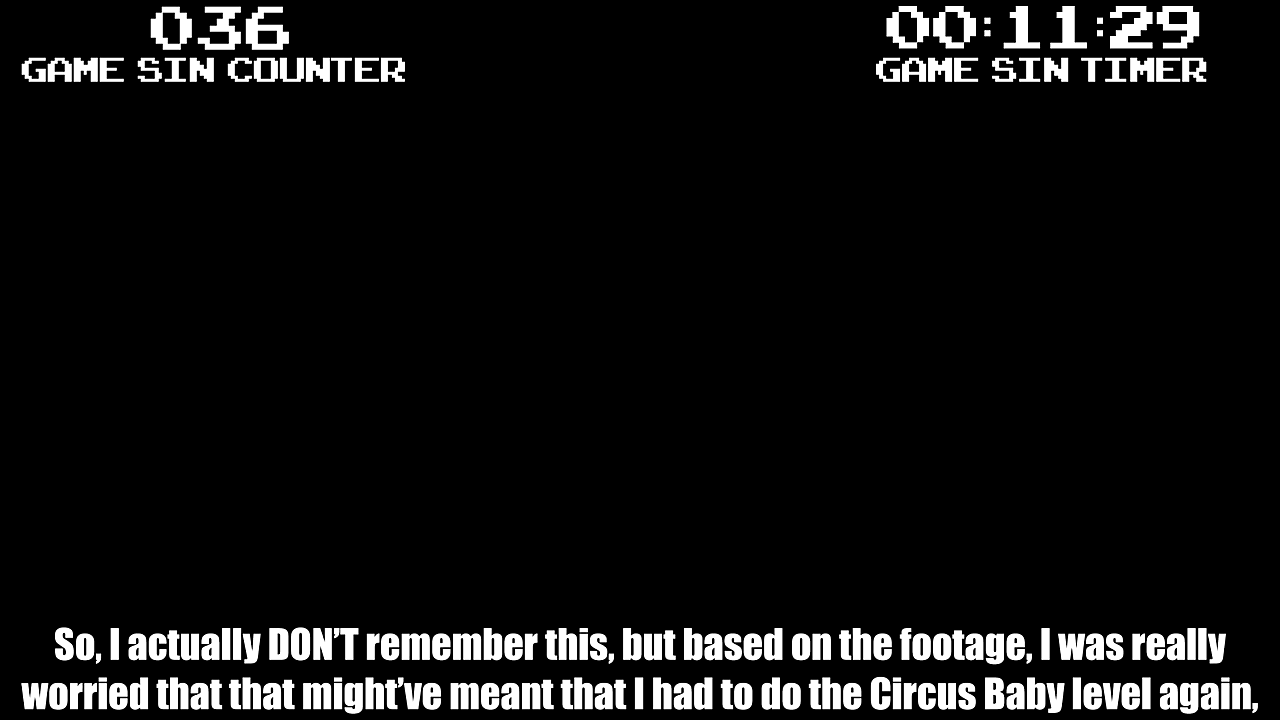 036
GAME SIN COUNTER
00:11:29
GAME SIN TIMER
So, I actually DON'T remember this, but based on the footage, I was really
worried that that might've meant that I had to do the Circus Baby level again,